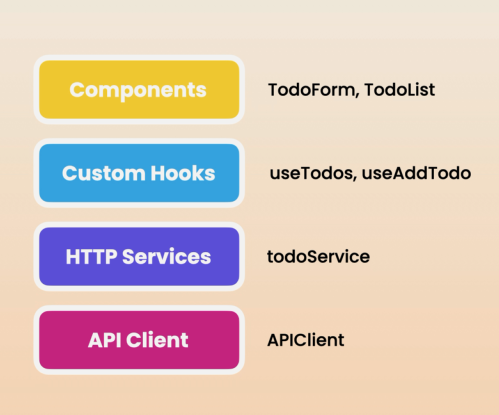 Components TodoForm, TodoList
Custom Hooks useTodos, useAddTodo
HTTP Services todoService
API Client APIClient